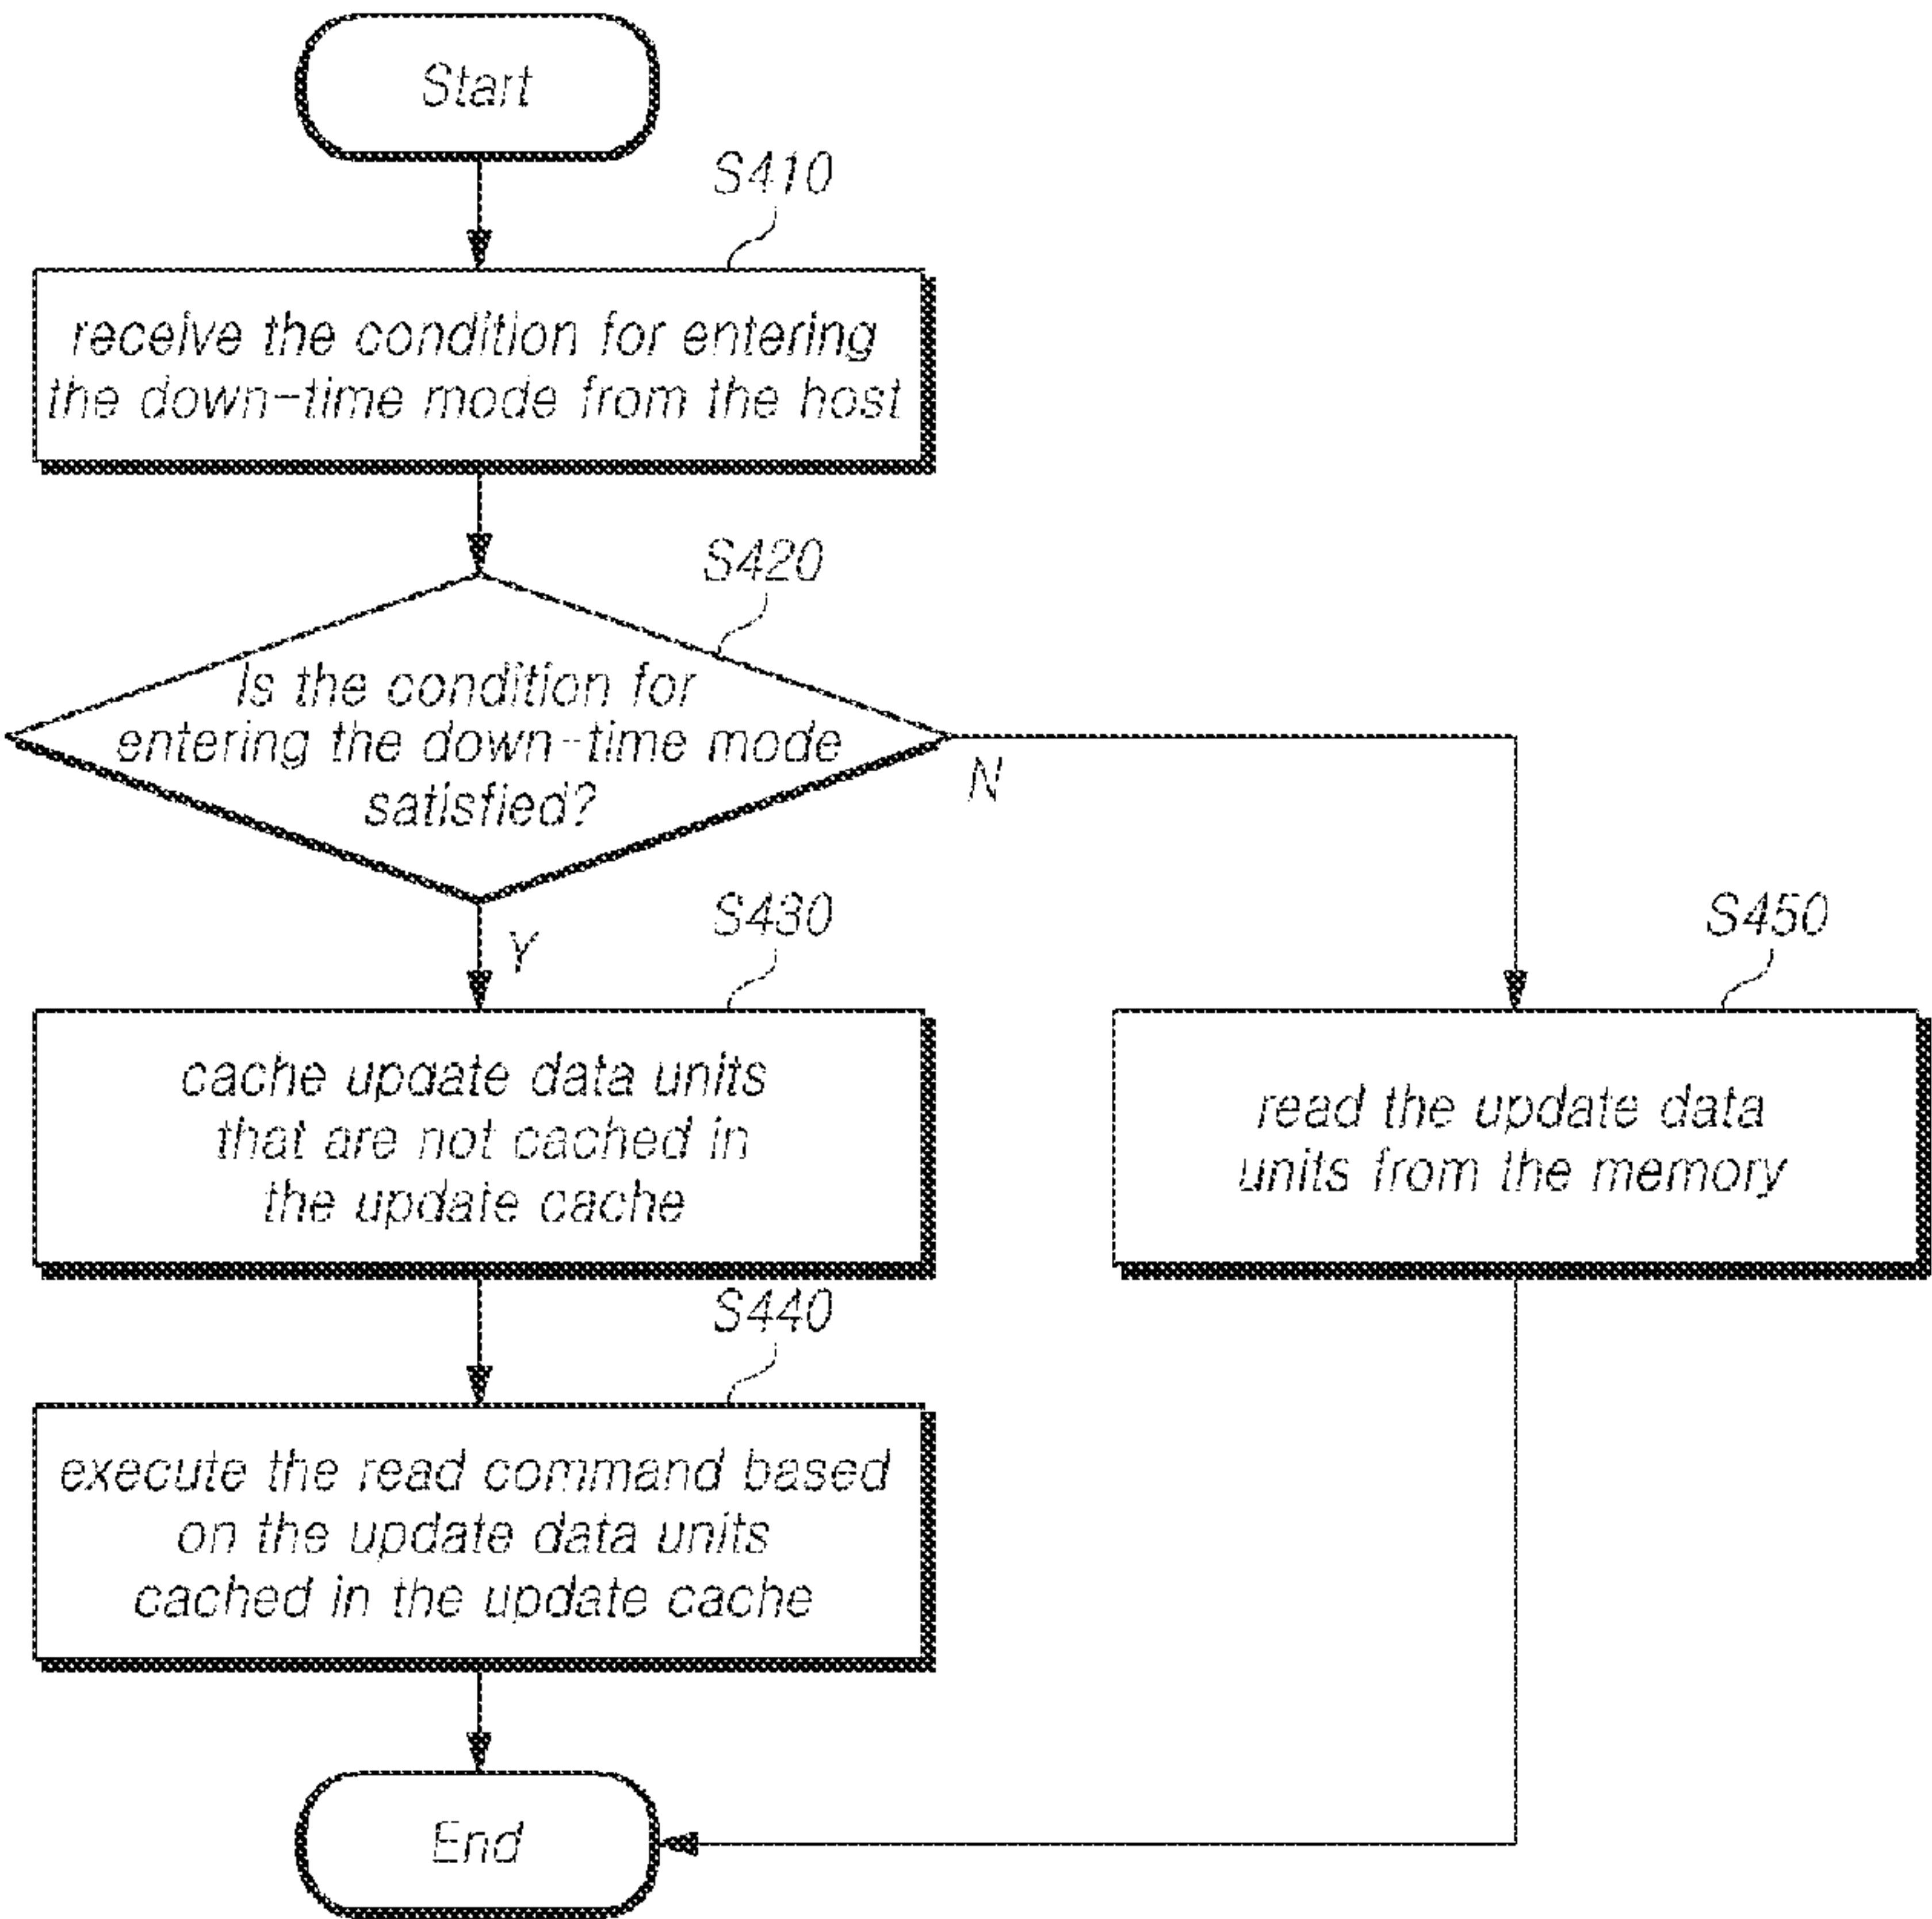 Start
S410
receive the condition for entering
the down-time mode from the host
S420
Is the condition for
entering the down-time mode
satisfied?
N
Y
S430
S450
cache update data units
that are not cached in
the update cache
read the update data
units from the memory
S440
execute the read command based
on the update data units
cached in the update cache
End